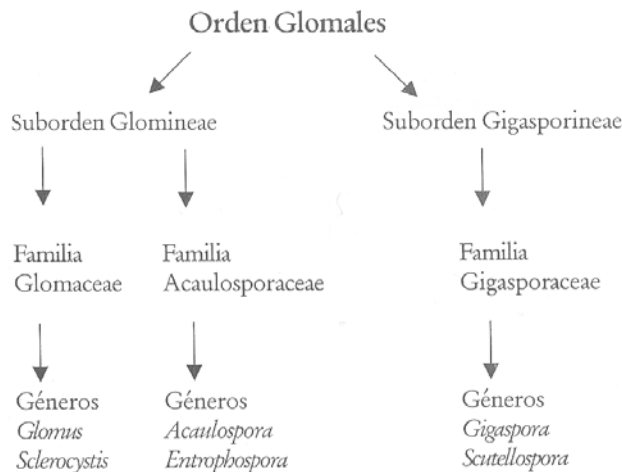 Orden Glomales
Suborden Glomineae
Suborden Gigasporineae
Familia
Glomaceae
Familia
Acaulosporaceae
Familia
Gigasporaceae
Géneros
Glomus
Sclerocystis
Géneros
Acaulospora
Entrophospora
Géneros
Gigaspora
Scutellospora